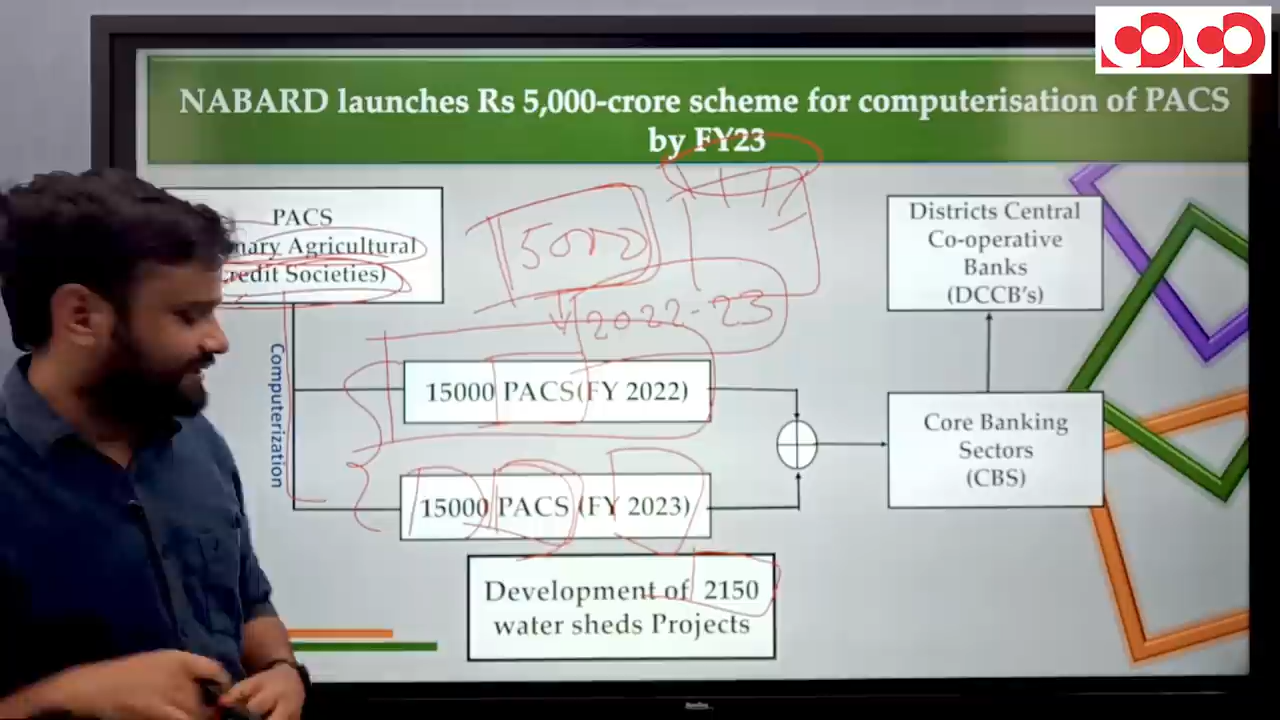 NABARD launches Rs 5,000-crore scheme for computerisation of PACS
by FY23
PACS
nary Agricultural
redit Societies)
5000
2022-23
Computerization
15000 PACS(FY 2022)
15000 PACS (FY 2023)
Development of 2150
water sheds Projects
Districts Central
Co-operative
Banks
(DCCB's)
Core Banking
Sectors
(CBS)